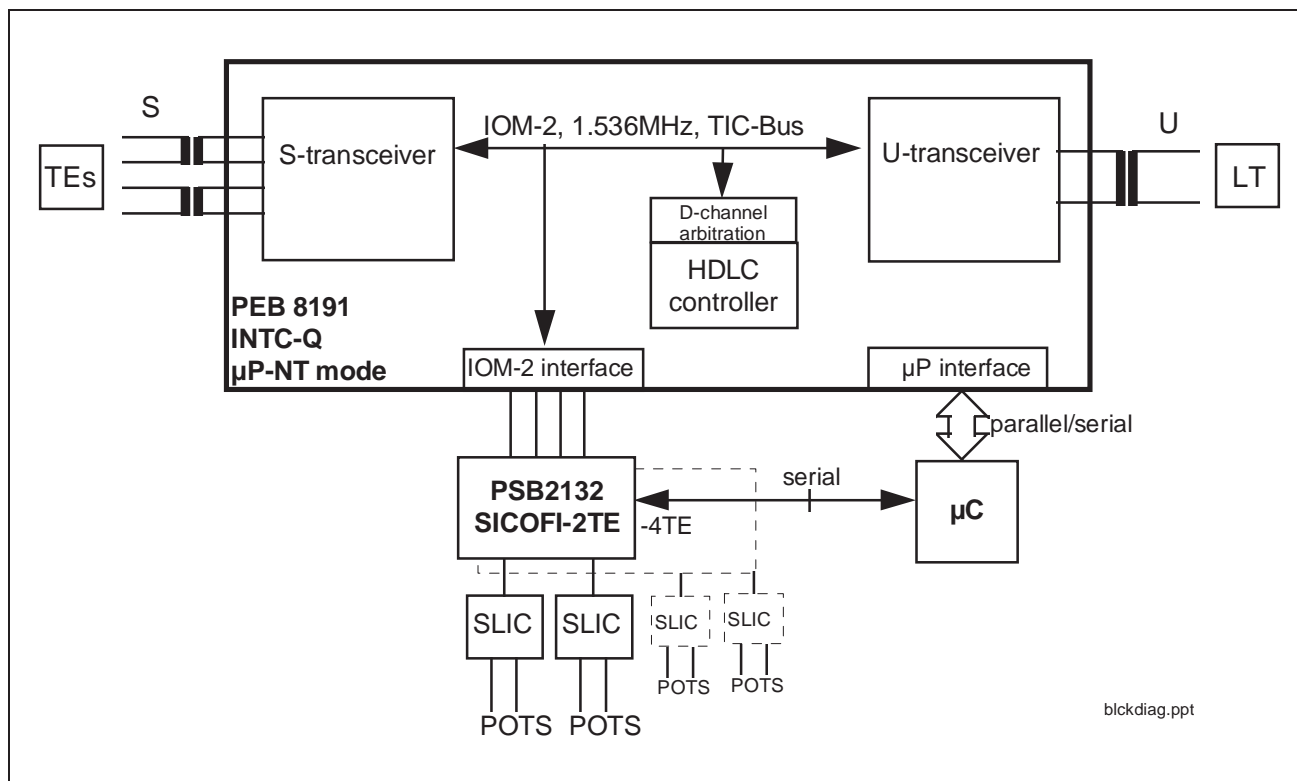 S
IOM-2, 1.536MHz, TIC-Bus
U
S-transceiver
U-transceiver
TEs
LT
D-channel
arbitration
HDLC
controller
PEB 8191
INTC-Q
µP-NT mode
IOM-2 interface
µP interface
parallel/serial
PSB2132
SICOFI-2TE
-4TE
serial
µC
SLIC
SLIC
SLIC
SLIC
POTS
POTS
POTS
POTS
blckdiag.ppt